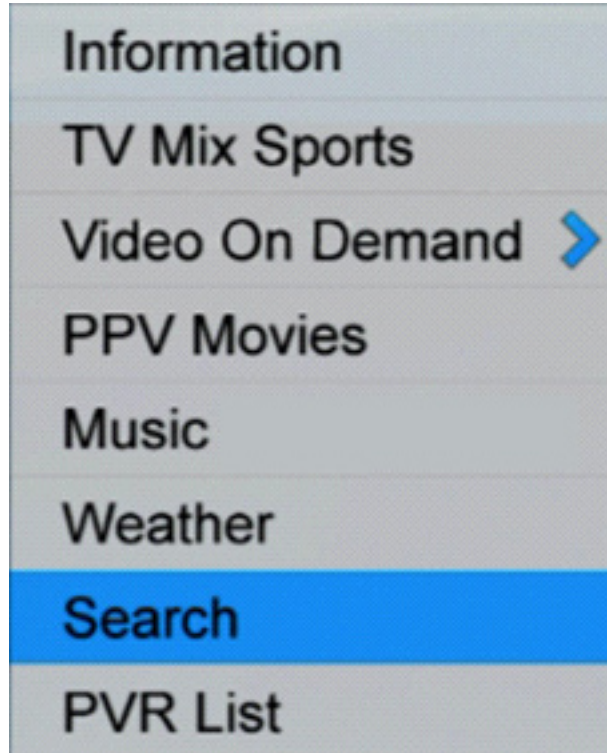 Information
TV Mix Sports
Video On Demand
PPV Movies
Music
Weather
Search
PVR List